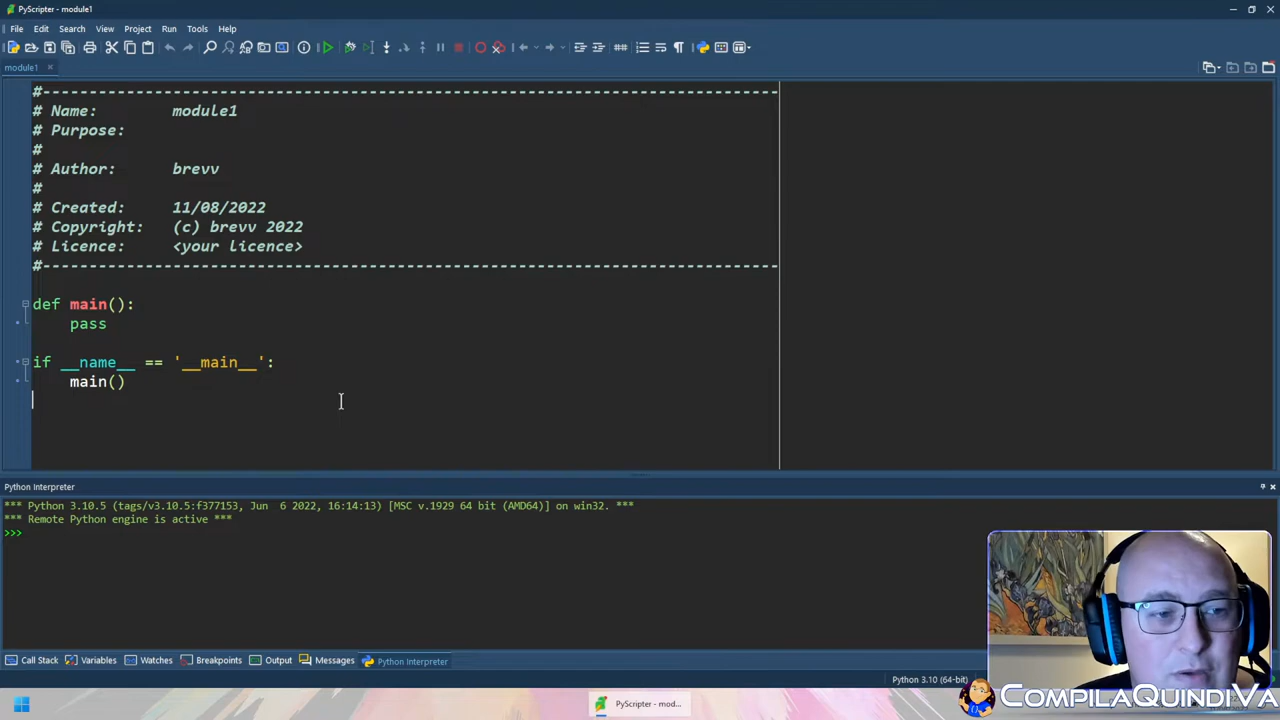 PyScripter - module1
File Edit Search View Project Run Tools Help
module1
#-------------------------------------------------------------------------------
# Name:        module1
# Purpose:
#
# Author:      brevv
#
# Created:     11/08/2022
# Copyright:   (c) brevv 2022
# Licence:     <your licence>
#-------------------------------------------------------------------------------
def main():
    pass
if __name__ == '__main__':
    main()
Python Interpreter
*** Python 3.10.5 (tags/v3.10.5:f377153, Jun  6 2022, 16:14:13) [MSC v.1929 64 bit (AMD64)] on win32. ***
*** Remote Python engine is active ***
>>>
Call Stack Variables Watches Breakpoints Output Messages Python Interpreter
Python 3.10 (64-bit)
PyScripter - mod...
CompilaQuindiVa